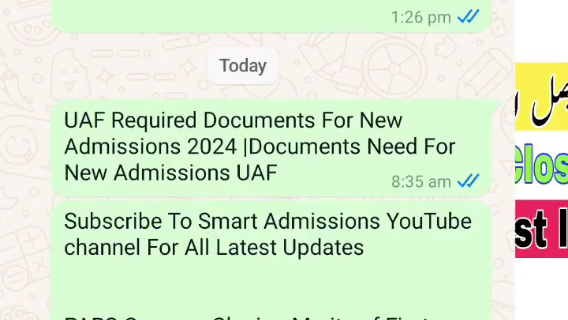 1:26 pm
Today
UAF Required Documents For New
Admissions 2024 |Documents Need For
New Admissions UAF
8:35 am
Subscribe To Smart Admissions YouTube
channel For All Latest Updates